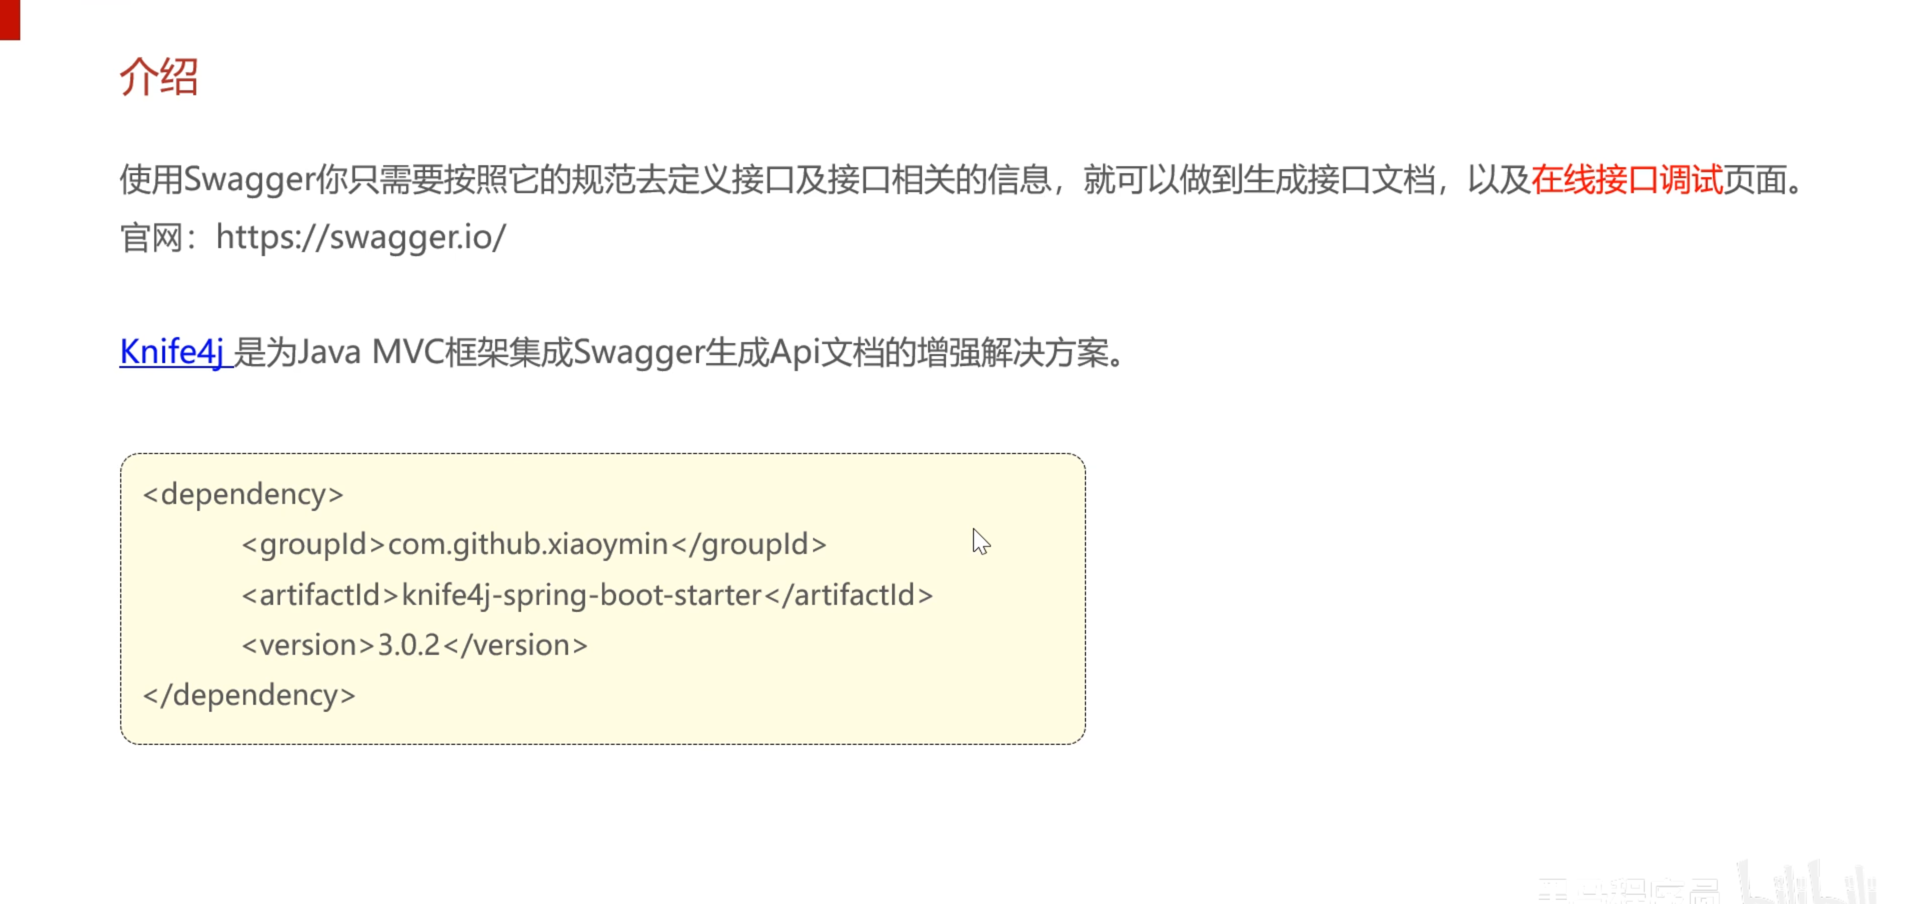 介绍
使用Swagger你只需要按照它的规范去定义接口及接口相关的信息，就可以做到生成接口文档，以及在线接口调试页面。
官网：https://swagger.io/
Knife4j 是为Java MVC框架集成Swagger生成Api文档的增强解决方案。
<dependency>
<groupId>com.github.xiaoymin</groupId>
<artifactId>knife4j-spring-boot-starter</artifactId>
<version>3.0.2</version>
</dependency>